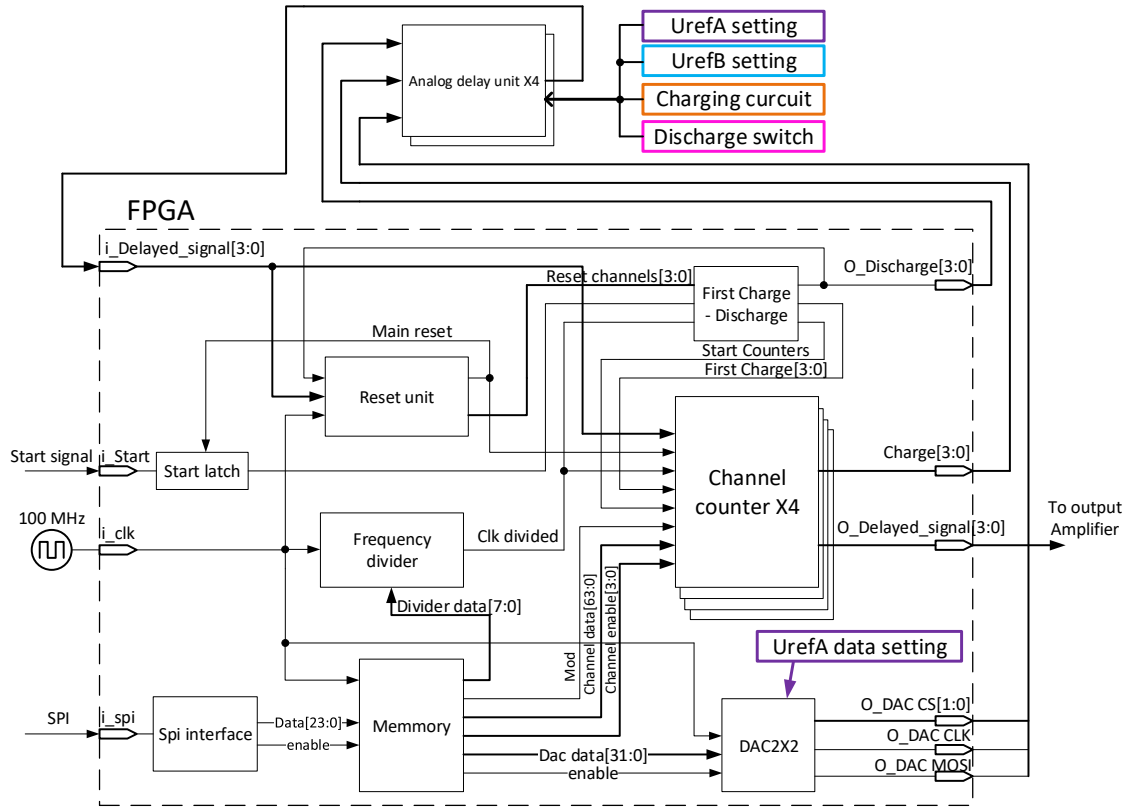 UrefA setting
UrefB setting
Analog delay unit X4
Charging curcuit
Discharge switch
FPGA
i_Delayed_signal[3:0]
O_Discharge[3:0]
Reset channels[3:0]
First Charge
- Discharge
Main reset
Start Counters
First Charge[3:0]
Reset unit
Start signal
i_Start
Start latch
Charge[3:0]
Channel
counter X4
100 MHz
i_clk
Frequency
divider
Clk divided
O_Delayed_signal[3:0]
To output
Amplifier
Divider data[7:0]
Mod
Channel data[63:0]
Channel enable[3:0]
UrefA data setting
SPI
i_spi
Spi interface
Data[23:0]
enable
Memmory
Dac data[31:0]
enable
DAC2X2
O_DAC CS[1:0]
O_DAC CLK
O_DAC MOSI